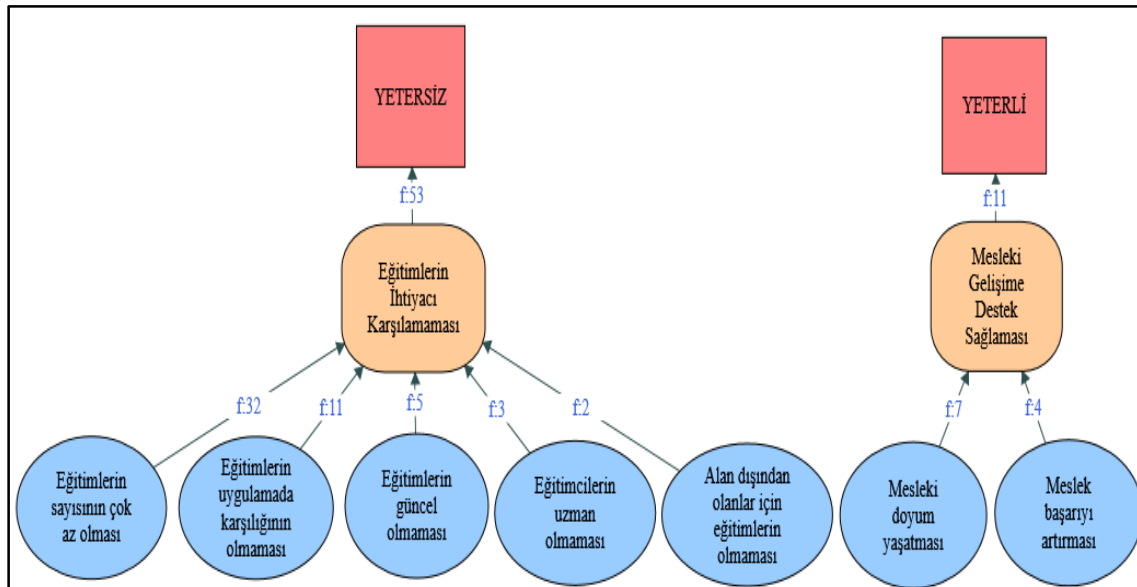 YETERSİZ
YETERLİ
f:53
f:11
Eğitimlerin
İhtiyacı
Karşılamaması
Mesleki
Gelişime
Destek
Sağlaması
f:32
f:11
f:5
f:3
f:2
f:7
f:4
Eğitimlerin
sayısının çok
az olması
Eğitimlerin
uygulamada
karşılığının
olmaması
Eğitimlerin
güncel
olmaması
Eğitimcilerin
uzman
olmaması
Alan dışından
olanlar için
eğitimlerin
olmaması
Mesleki
doyum
yaşatması
Meslek
başarıyı
artırması